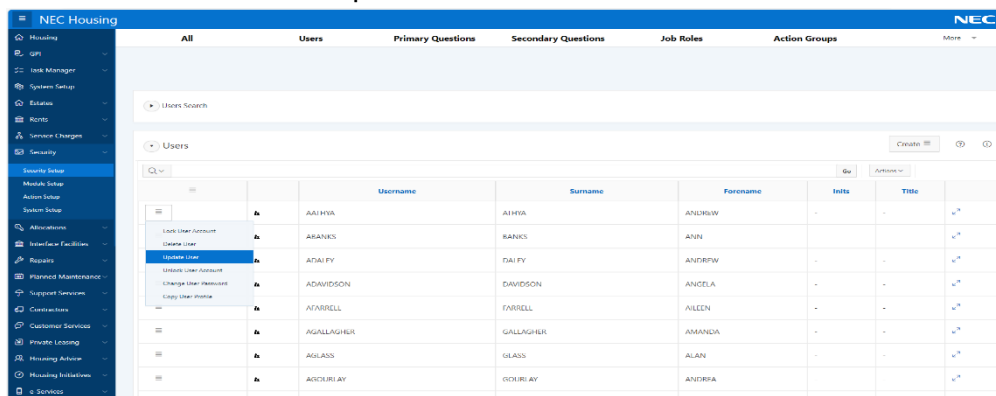 NEC Housing
NEC
Housing
GPI
Task Manager
System Setup
Estates
Rents
Service Charges
Security
Security Setup
Module Setup
Action Setup
System Setup
Allocations
Interface Facilities
Repairs
Planned Maintenance
Support Services
Contractors
Customer Services
Private Leasing
Housing Advice
Housing Initiatives
e-Services
All Users Primary Questions Secondary Questions Job Roles Action Groups More
Users Search
Users
Create
Go Actions
Username Surname Forename Inits Title
AATHYA ATHYA ANDREW - -
Lock User Account
Delete User
Update User
Unlock User Account
Change User Password
Copy User Profile
ABANKS BANKS ANN - -
ADALEY DALEY ANDREW - -
ADAVIDSON DAVIDSON ANGELA - -
AFARRELL FARRELL AILEEN - -
AGALLAGHER GALLAGHER AMANDA - -
AGLASS GLASS ALAN - -
AGOURLAY GOURLAY ANDREA - -